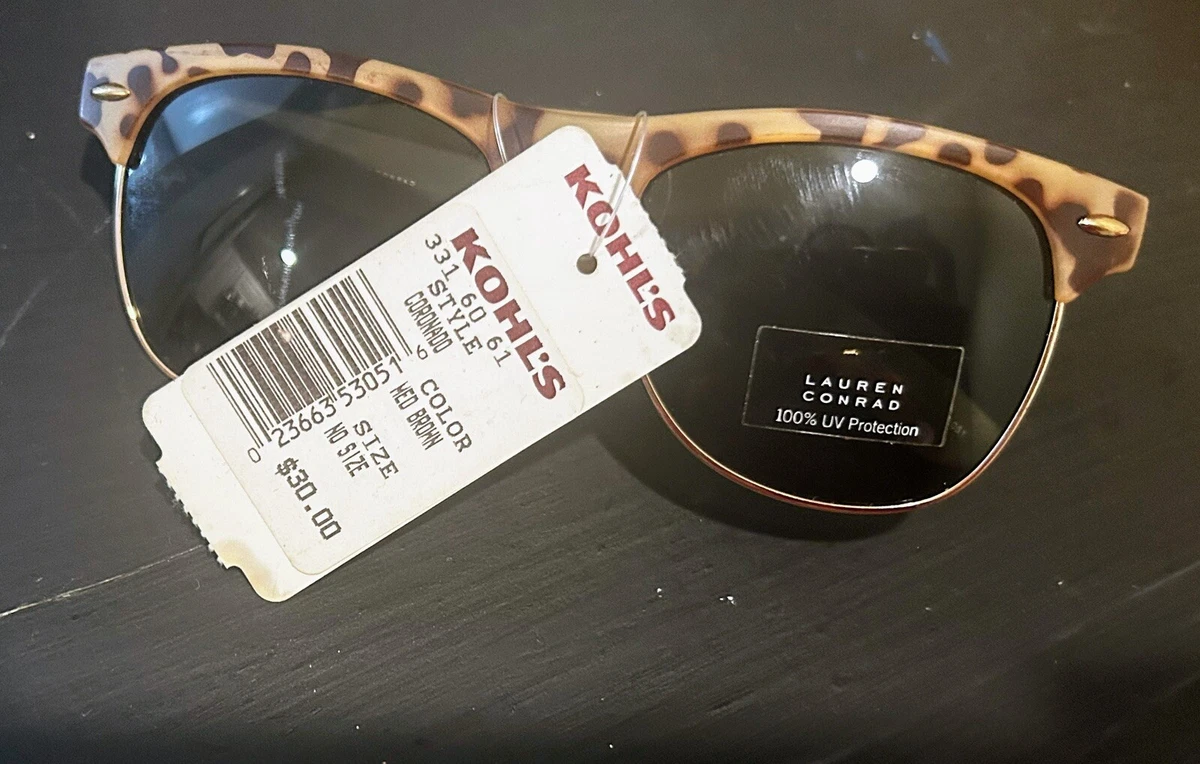 KOHL'S
KOHL'S
331 60 61
STYLE
CORONADO
COLOR
MED BROWN
SIZE
NO SIZE
0 23663 53051 6
$30.00
LAUREN
CONRAD
100% UV Protection